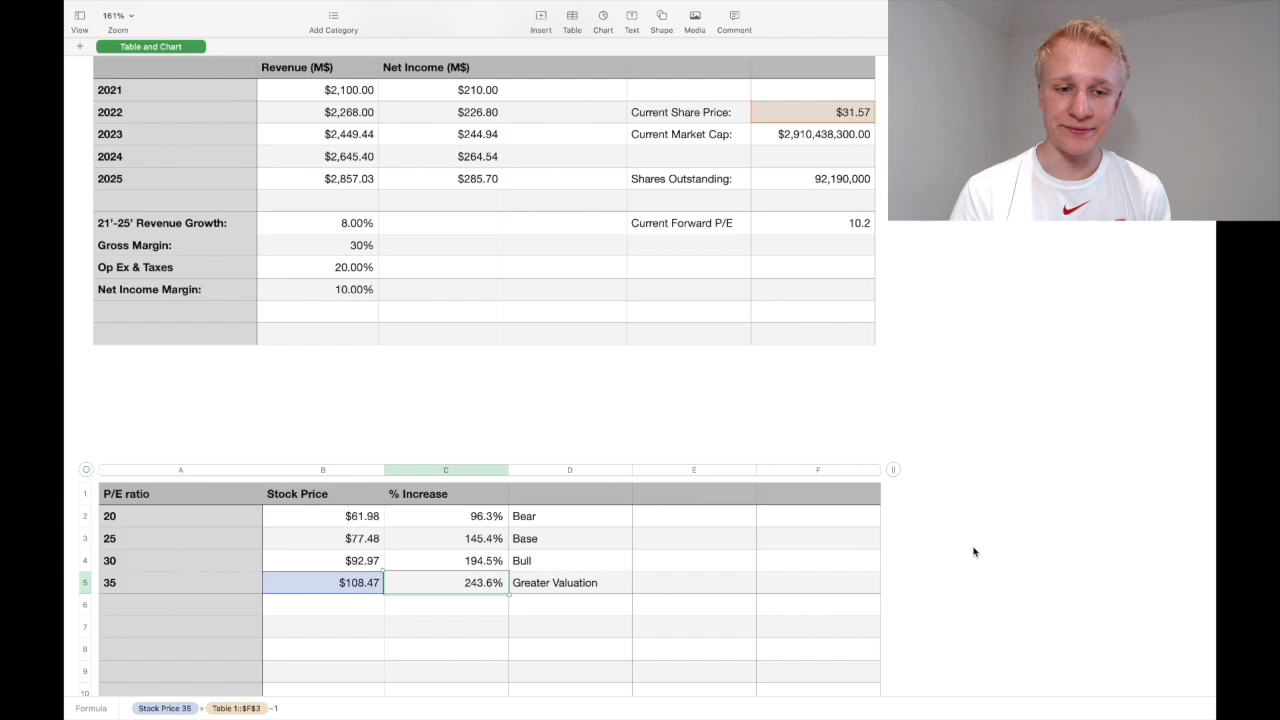 161%
View Zoom Add Category Insert Table Chart Text Shape Media Comment
+ Table and Chart
Revenue (M$) Net Income (M$)
2021 $2,100.00 $210.00
2022 $2,268.00 $226.80 Current Share Price: $31.57
2023 $2,449.44 $244.94 Current Market Cap: $2,910,438,300.00
2024 $2,645.40 $264.54
2025 $2,857.03 $285.70 Shares Outstanding: 92,190,000
21’-25’ Revenue Growth: 8.00% Current Forward P/E 10.2
Gross Margin: 30%
Op Ex & Taxes 20.00%
Net Income Margin: 10.00%
A B C D E F
1 P/E ratio Stock Price % Increase
2 20 $61.98 96.3% Bear
3 25 $77.48 145.4% Base
4 30 $92.97 194.5% Bull
5 35 $108.47 243.6% Greater Valuation
6
7
8
9
10
Formula Stock Price 35 ÷ Table 1::$F$3 −1